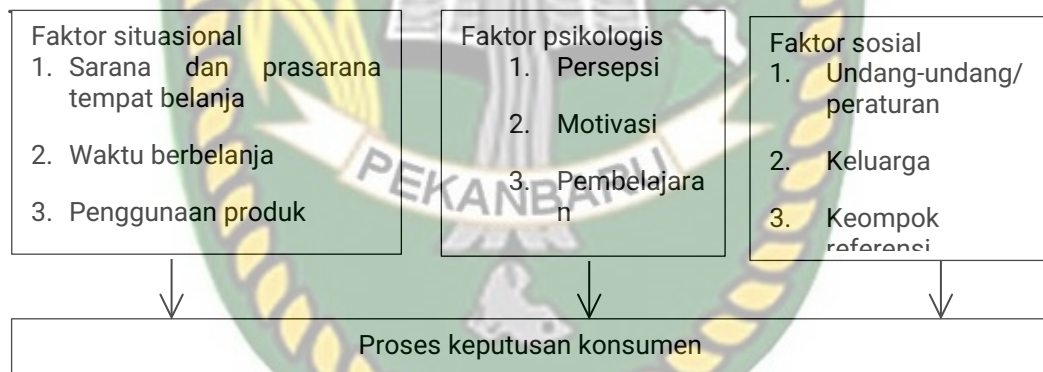 Faktor situasional
1. Sarana dan prasarana
tempat belanja
2. Waktu berbelanja
3. Penggunaan produk
Faktor psikologis
1. Persepsi
2. Motivasi
3. Pembelajara
n
Faktor sosial
1. Undang-undang/
peraturan
2. Keluarga
3. Keompok
referensi
PEKANBARU
Proses keputusan konsumen